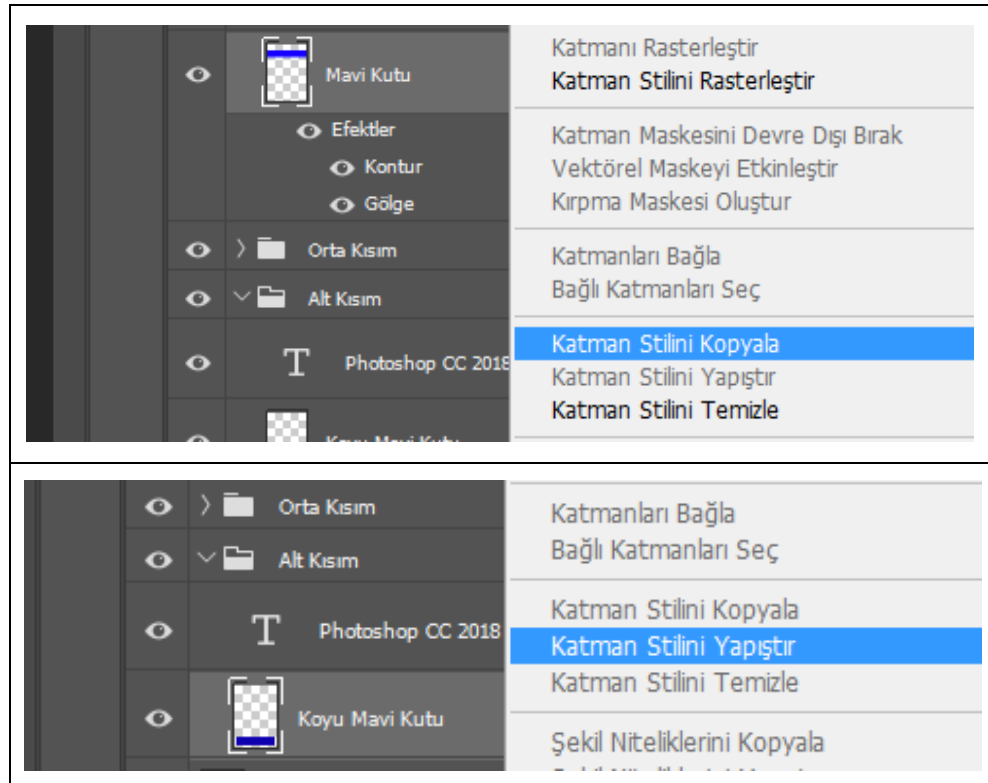 Mavi Kutu
Efektler
Kontur
Gölge
Orta Kısım
Alt Kısım
T Photoshop CC 2018
Koyu Mavi Kutu
Katmanı Rasterleştir
Katman Stilini Rasterleştir
Katman Maskesini Devre Dışı Bırak
Vektörel Maskeyi Etkinleştir
Kırpma Maskesi Oluştur
Katmanları Bağla
Bağlı Katmanları Seç
Katman Stilini Kopyala
Katman Stilini Yapıştır
Katman Stilini Temizle
Orta Kısım
Alt Kısım
T Photoshop CC 2018
Koyu Mavi Kutu
Katmanları Bağla
Bağlı Katmanları Seç
Katman Stilini Kopyala
Katman Stilini Yapıştır
Katman Stilini Temizle
Şekil Niteliklerini Kopyala